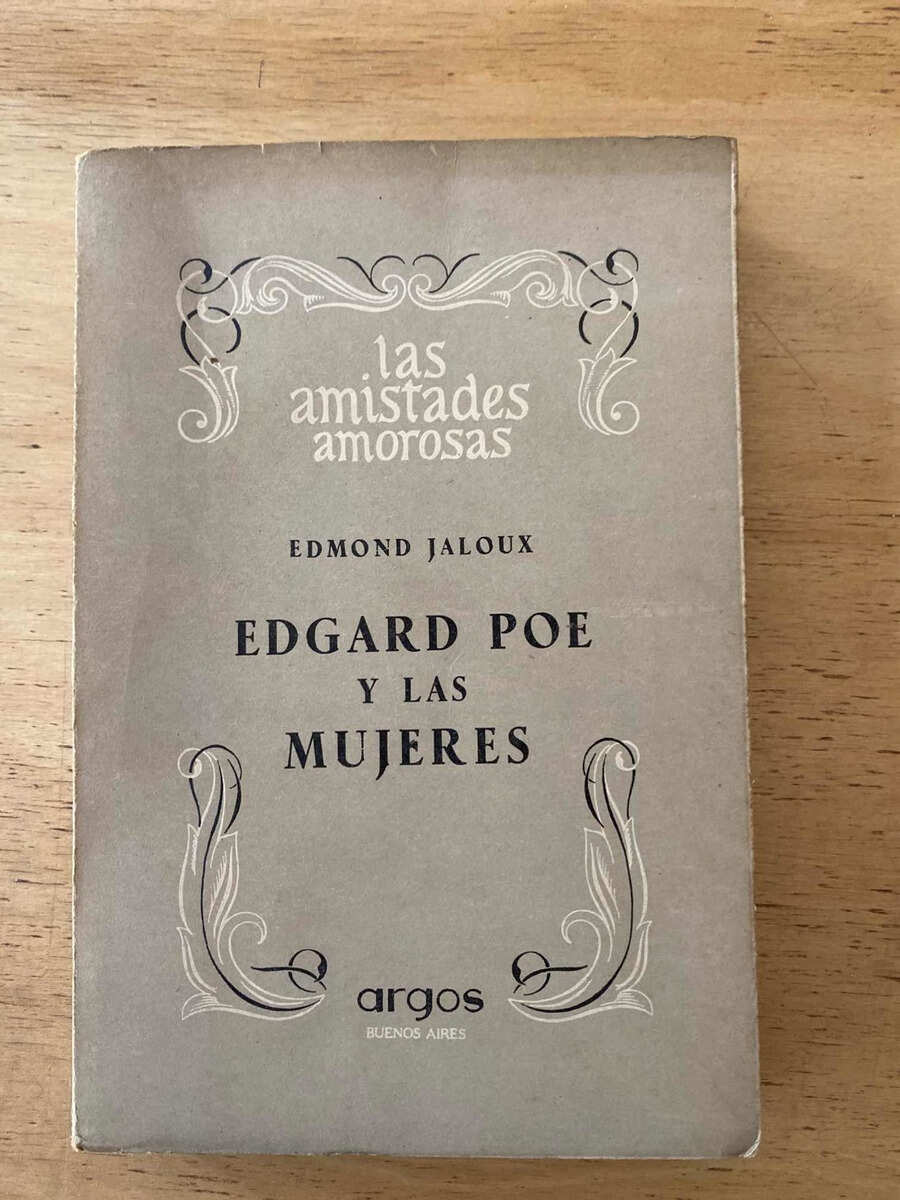 las
amistades
amorosas
EDMOND JALOUX
EDGARD POE
Y LAS
MUJERES
argos
BUENOS AIRES